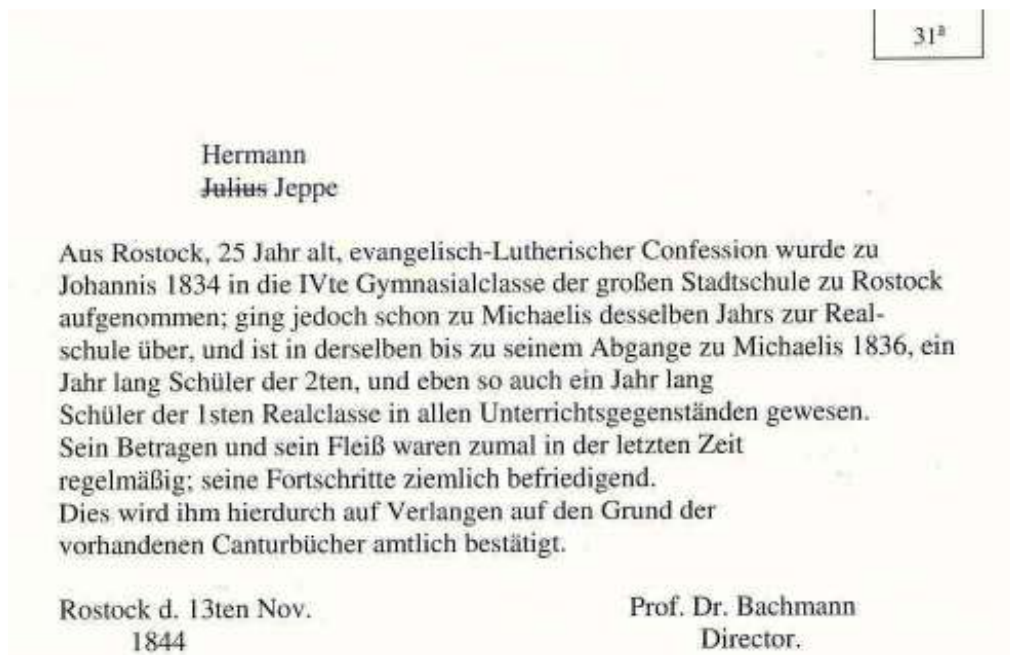 31ª
Hermann
Julius Jeppe
Aus Rostock, 25 Jahr alt, evangelisch-Lutherischer Confession wurde zu
Johannis 1834 in die IVte Gymnasialclasse der großen Stadtschule zu Rostock
aufgenommen; ging jedoch schon zu Michaelis desselben Jahrs zur Real-
schule über, und ist in derselben bis zu seinem Abgange zu Michaelis 1836, ein
Jahr lang Schüler der 2ten, und eben so auch ein Jahr lang
Schüler der 1sten Realclasse in allen Unterrichtsgegenständen gewesen.
Sein Betragen und sein Fleiß waren zumal in der letzten Zeit
regelmäßig; seine Fortschritte ziemlich befriedigend.
Dies wird ihm hierdurch auf Verlangen auf den Grund der
vorhandenen Canturbücher amtlich bestätigt.
Rostock d. 13ten Nov. Prof. Dr. Bachmann
1844 Director.